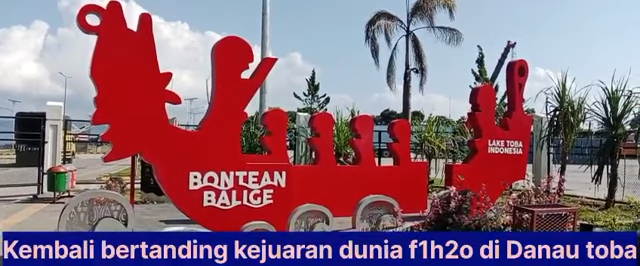 BONTEAN
BALIGE
LAKE TOBA
INDONESIA
Kembali bertanding kejuaran dunia f1h2o di Danau toba